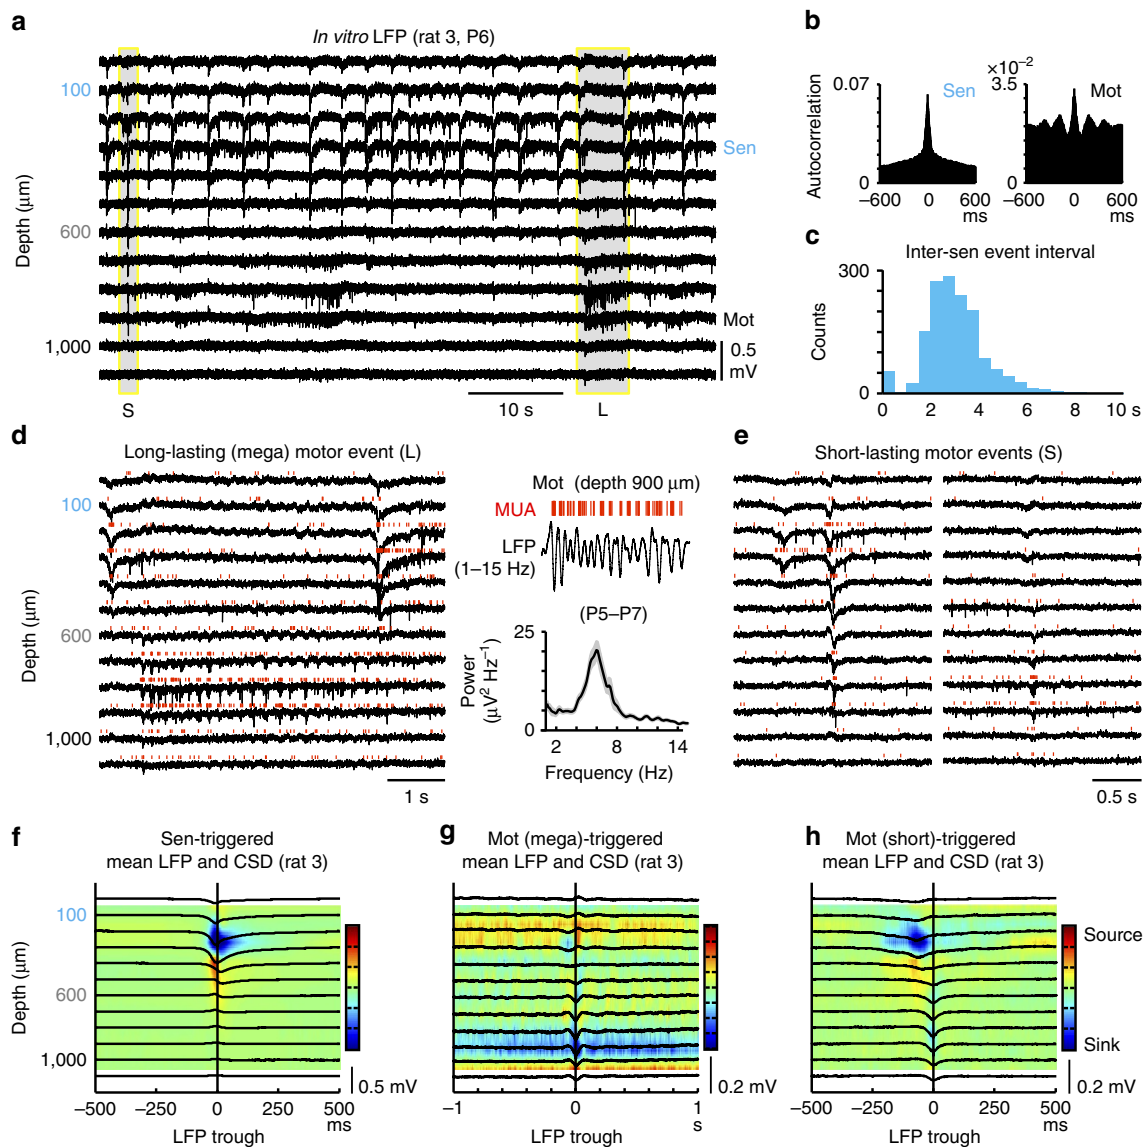 a
In vitro LFP (rat 3, P6)
100
600
1,000
Depth (µm)
Sen
Mot
0.5
mV
S
10 s
L
b
×10⁻²
0.07
0
Autocorrelation
Sen
3.5
0
Mot
−600 0 600
ms
−600 0 600
ms
c
Inter-sen event interval
300
0
Counts
0 2 4 6 8 10 s
d
Long-lasting (mega) motor event (L)
100
600
1,000
Depth (µm)
1 s
Mot (depth 900 µm)
MUA
LFP
(1–15 Hz)
(P5–P7)
25
0
Power
(µV² Hz⁻¹)
2 8 14
Frequency (Hz)
e
Short-lasting motor events (S)
0.5 s
f
Sen-triggered
mean LFP and CSD (rat 3)
100
600
1,000
Depth (µm)
0.5 mV
−500 −250 0 250 500
ms
LFP trough
g
Mot (mega)-triggered
mean LFP and CSD (rat 3)
0.2 mV
−1 0 1
s
LFP trough
h
Mot (short)-triggered
mean LFP and CSD (rat 3)
Source
Sink
0.2 mV
−500 −250 0 250 500
ms
LFP trough